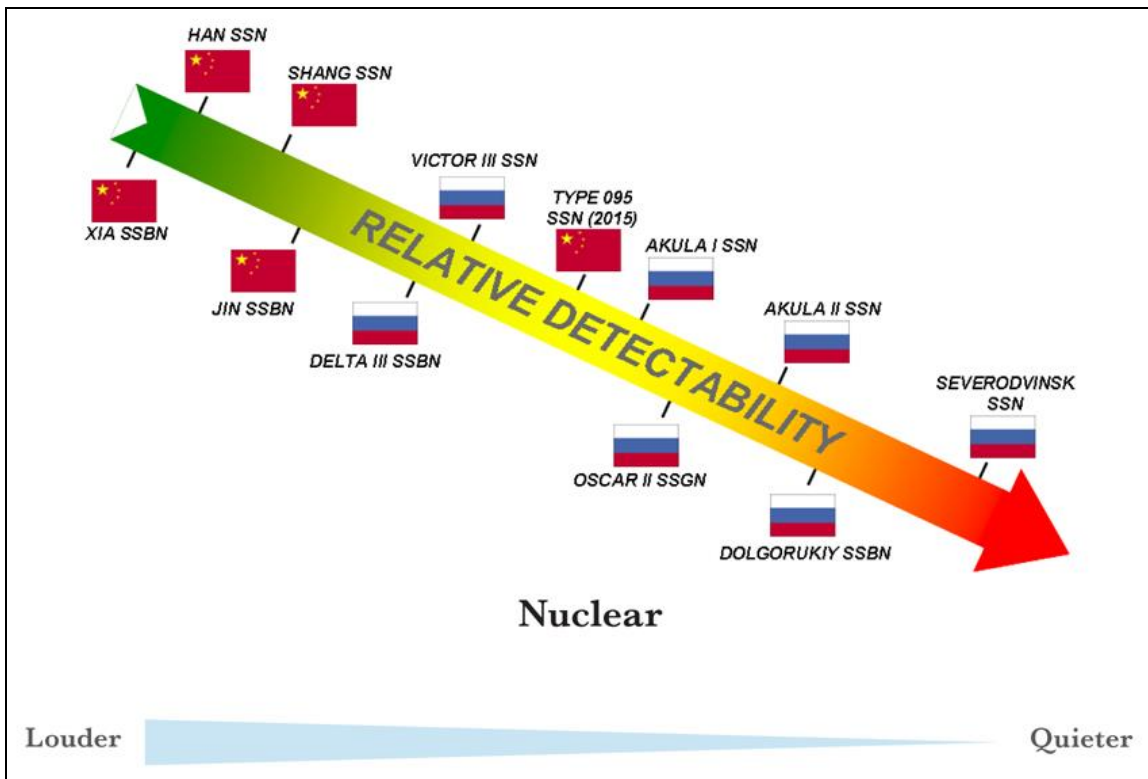 HAN SSN
SHANG SSN
XIA SSBN
JIN SSBN
VICTOR III SSN
DELTA III SSBN
TYPE 095
SSN (2015)
AKULA I SSN
OSCAR II SSGN
AKULA II SSN
DOLGORUKIY SSBN
SEVERODVINSK
SSN
RELATIVE DETECTABILITY
Nuclear
Louder
Quieter